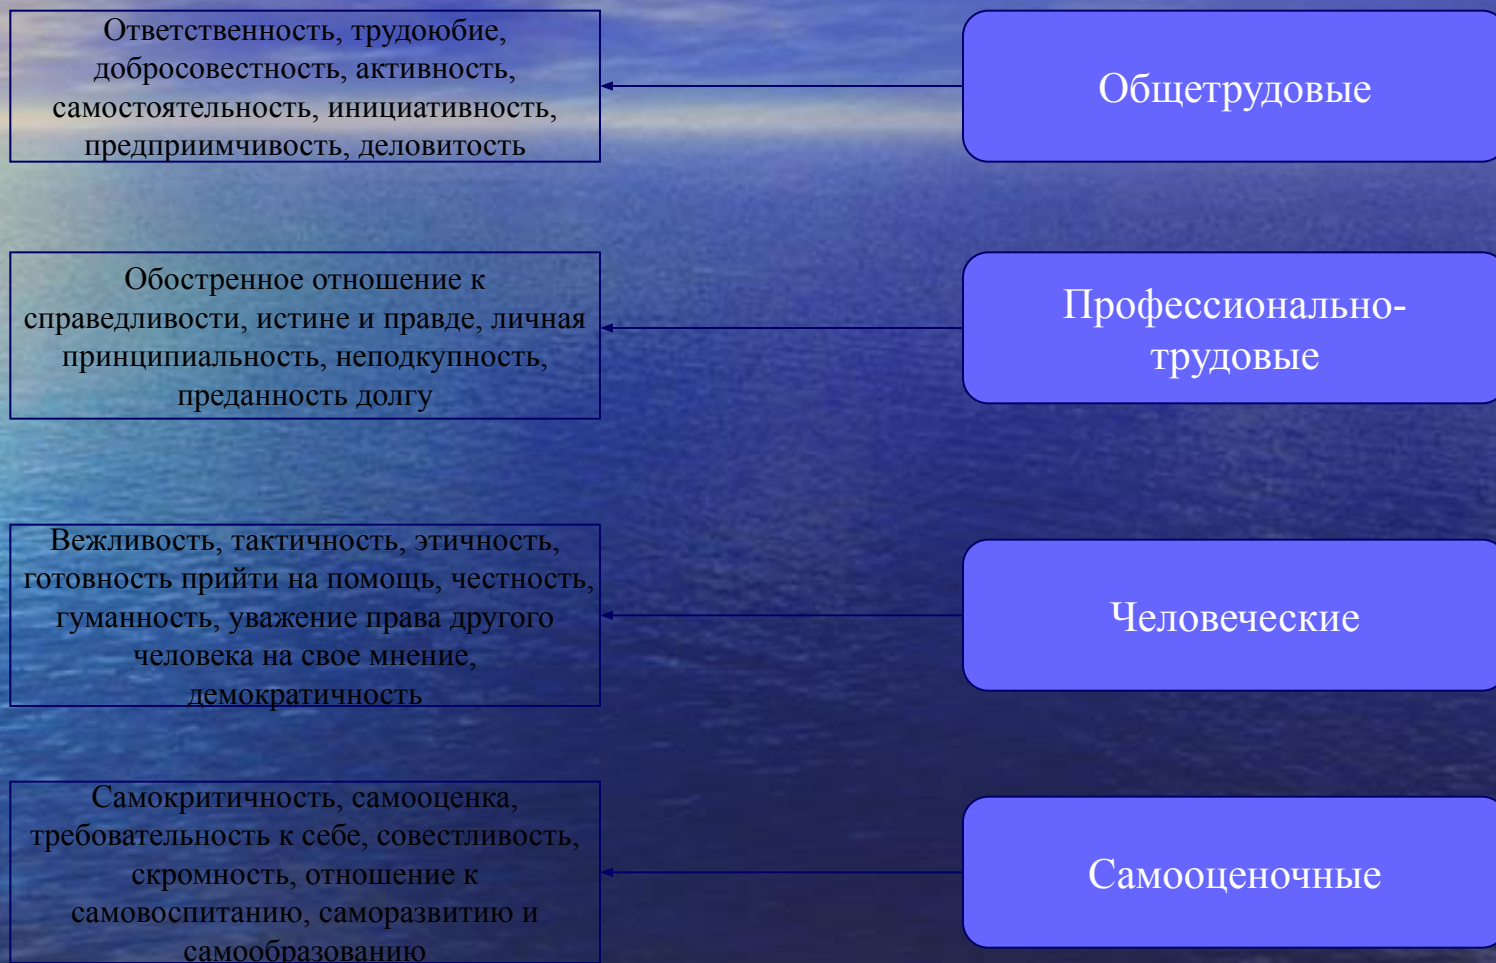 Ответственность, трудоюбие,
добросовестность, активность,
самостоятельность, инициативность,
предприимчивость, деловитость
Общетрудовые
Обостренное отношение к
справедливости, истине и правде, личная
принципиальность, неподкупность,
преданность долгу
Профессионально-
трудовые
Вежливость, тактичность, этичность,
готовность прийти на помощь, честность,
гуманность, уважение права другого
человека на свое мнение,
демократичность
Человеческие
Самокритичность, самооценка,
требовательность к себе, совестливость,
скромность, отношение к
самовоспитанию, саморазвитию и
самообразованию
Самооценочные